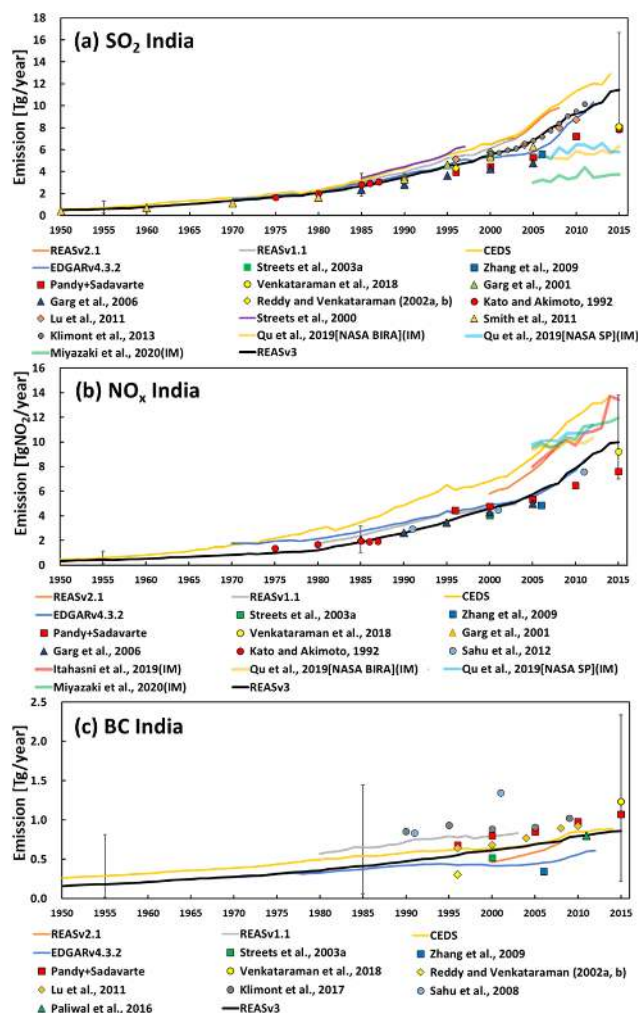 (a) SO2 India
Emission [Tg/year]
18
16
14
12
10
8
6
4
2
0
1950 1955 1960 1965 1970 1975 1980 1985 1990 1995 2000 2005 2010 2015
REASv2.1 REASv1.1 CEDS
EDGARv4.3.2 Streets et al., 2003a Zhang et al., 2009
Pandy+Sadavarte Venkataraman et al., 2018 Garg et al., 2001
Garg et al., 2006 Reddy and Venkataraman (2002a, b) Kato and Akimoto, 1992
Lu et al., 2011 Streets et al., 2000 Smith et al., 2011
Klimont et al., 2013 Qu et al., 2019[NASA BIRA](IM) Qu et al., 2019[NASA SP](IM)
Miyazaki et al., 2020(IM) REASv3
(b) NOx India
Emission [TgNO2/year]
16
14
12
10
8
6
4
2
0
1950 1955 1960 1965 1970 1975 1980 1985 1990 1995 2000 2005 2010 2015
REASv2.1 REASv1.1 CEDS
EDGARv4.3.2 Streets et al., 2003a Zhang et al., 2009
Pandy+Sadavarte Venkataraman et al., 2018 Garg et al., 2001
Garg et al., 2006 Kato and Akimoto, 1992 Sahu et al., 2012
Itahasni et al., 2019(IM) Qu et al., 2019[NASA BIRA](IM) Qu et al., 2019[NASA SP](IM)
Miyazaki et al., 2020(IM) REASv3
(c) BC India
Emission [Tg/year]
2.5
2.0
1.5
1.0
0.5
0.0
1950 1955 1960 1965 1970 1975 1980 1985 1990 1995 2000 2005 2010 2015
REASv2.1 REASv1.1 CEDS
EDGARv4.3.2 Streets et al., 2003a Zhang et al., 2009
Pandy+Sadavarte Venkataraman et al., 2018 Reddy and Venkataraman (2002a, b)
Lu et al., 2011 Klimont et al., 2017 Sahu et al., 2008
Paliwal et al., 2016 REASv3